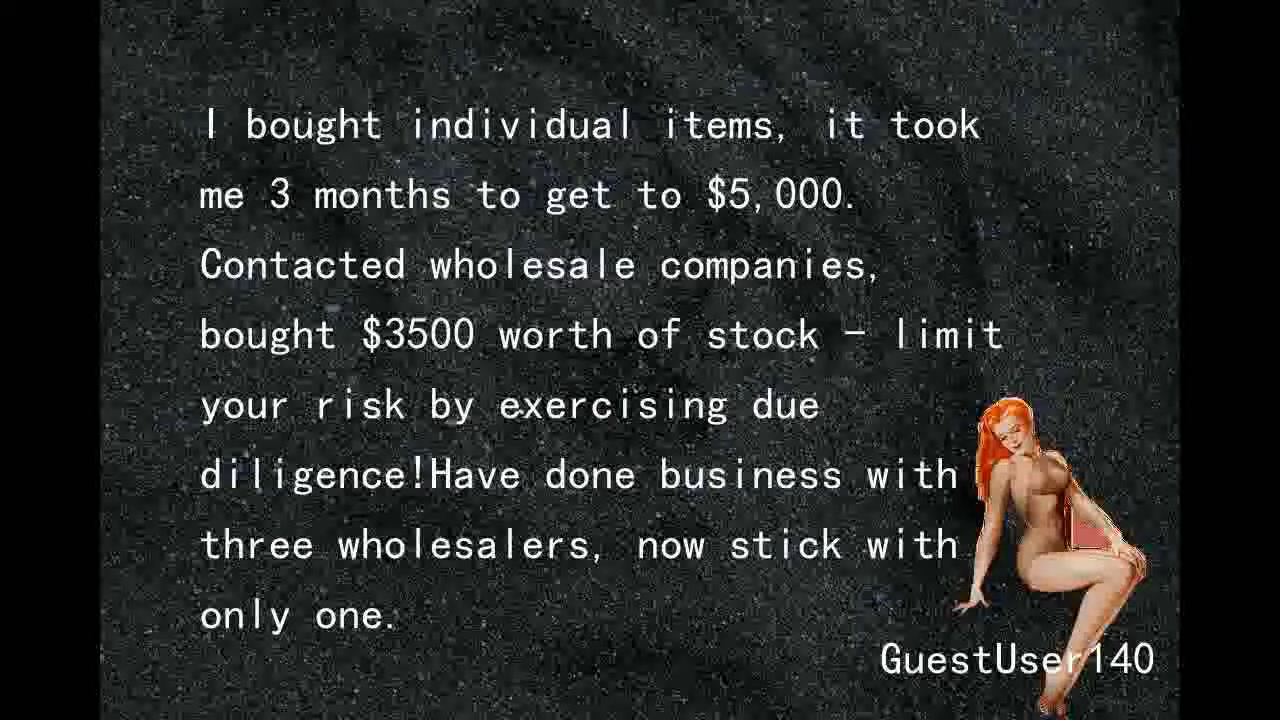 I bought individual items, it took
me 3 months to get to $5,000.
Contacted wholesale companies,
bought $3500 worth of stock - limit
your risk by exercising due
diligence!Have done business with
three wholesalers, now stick with
only one.
GuestUser140